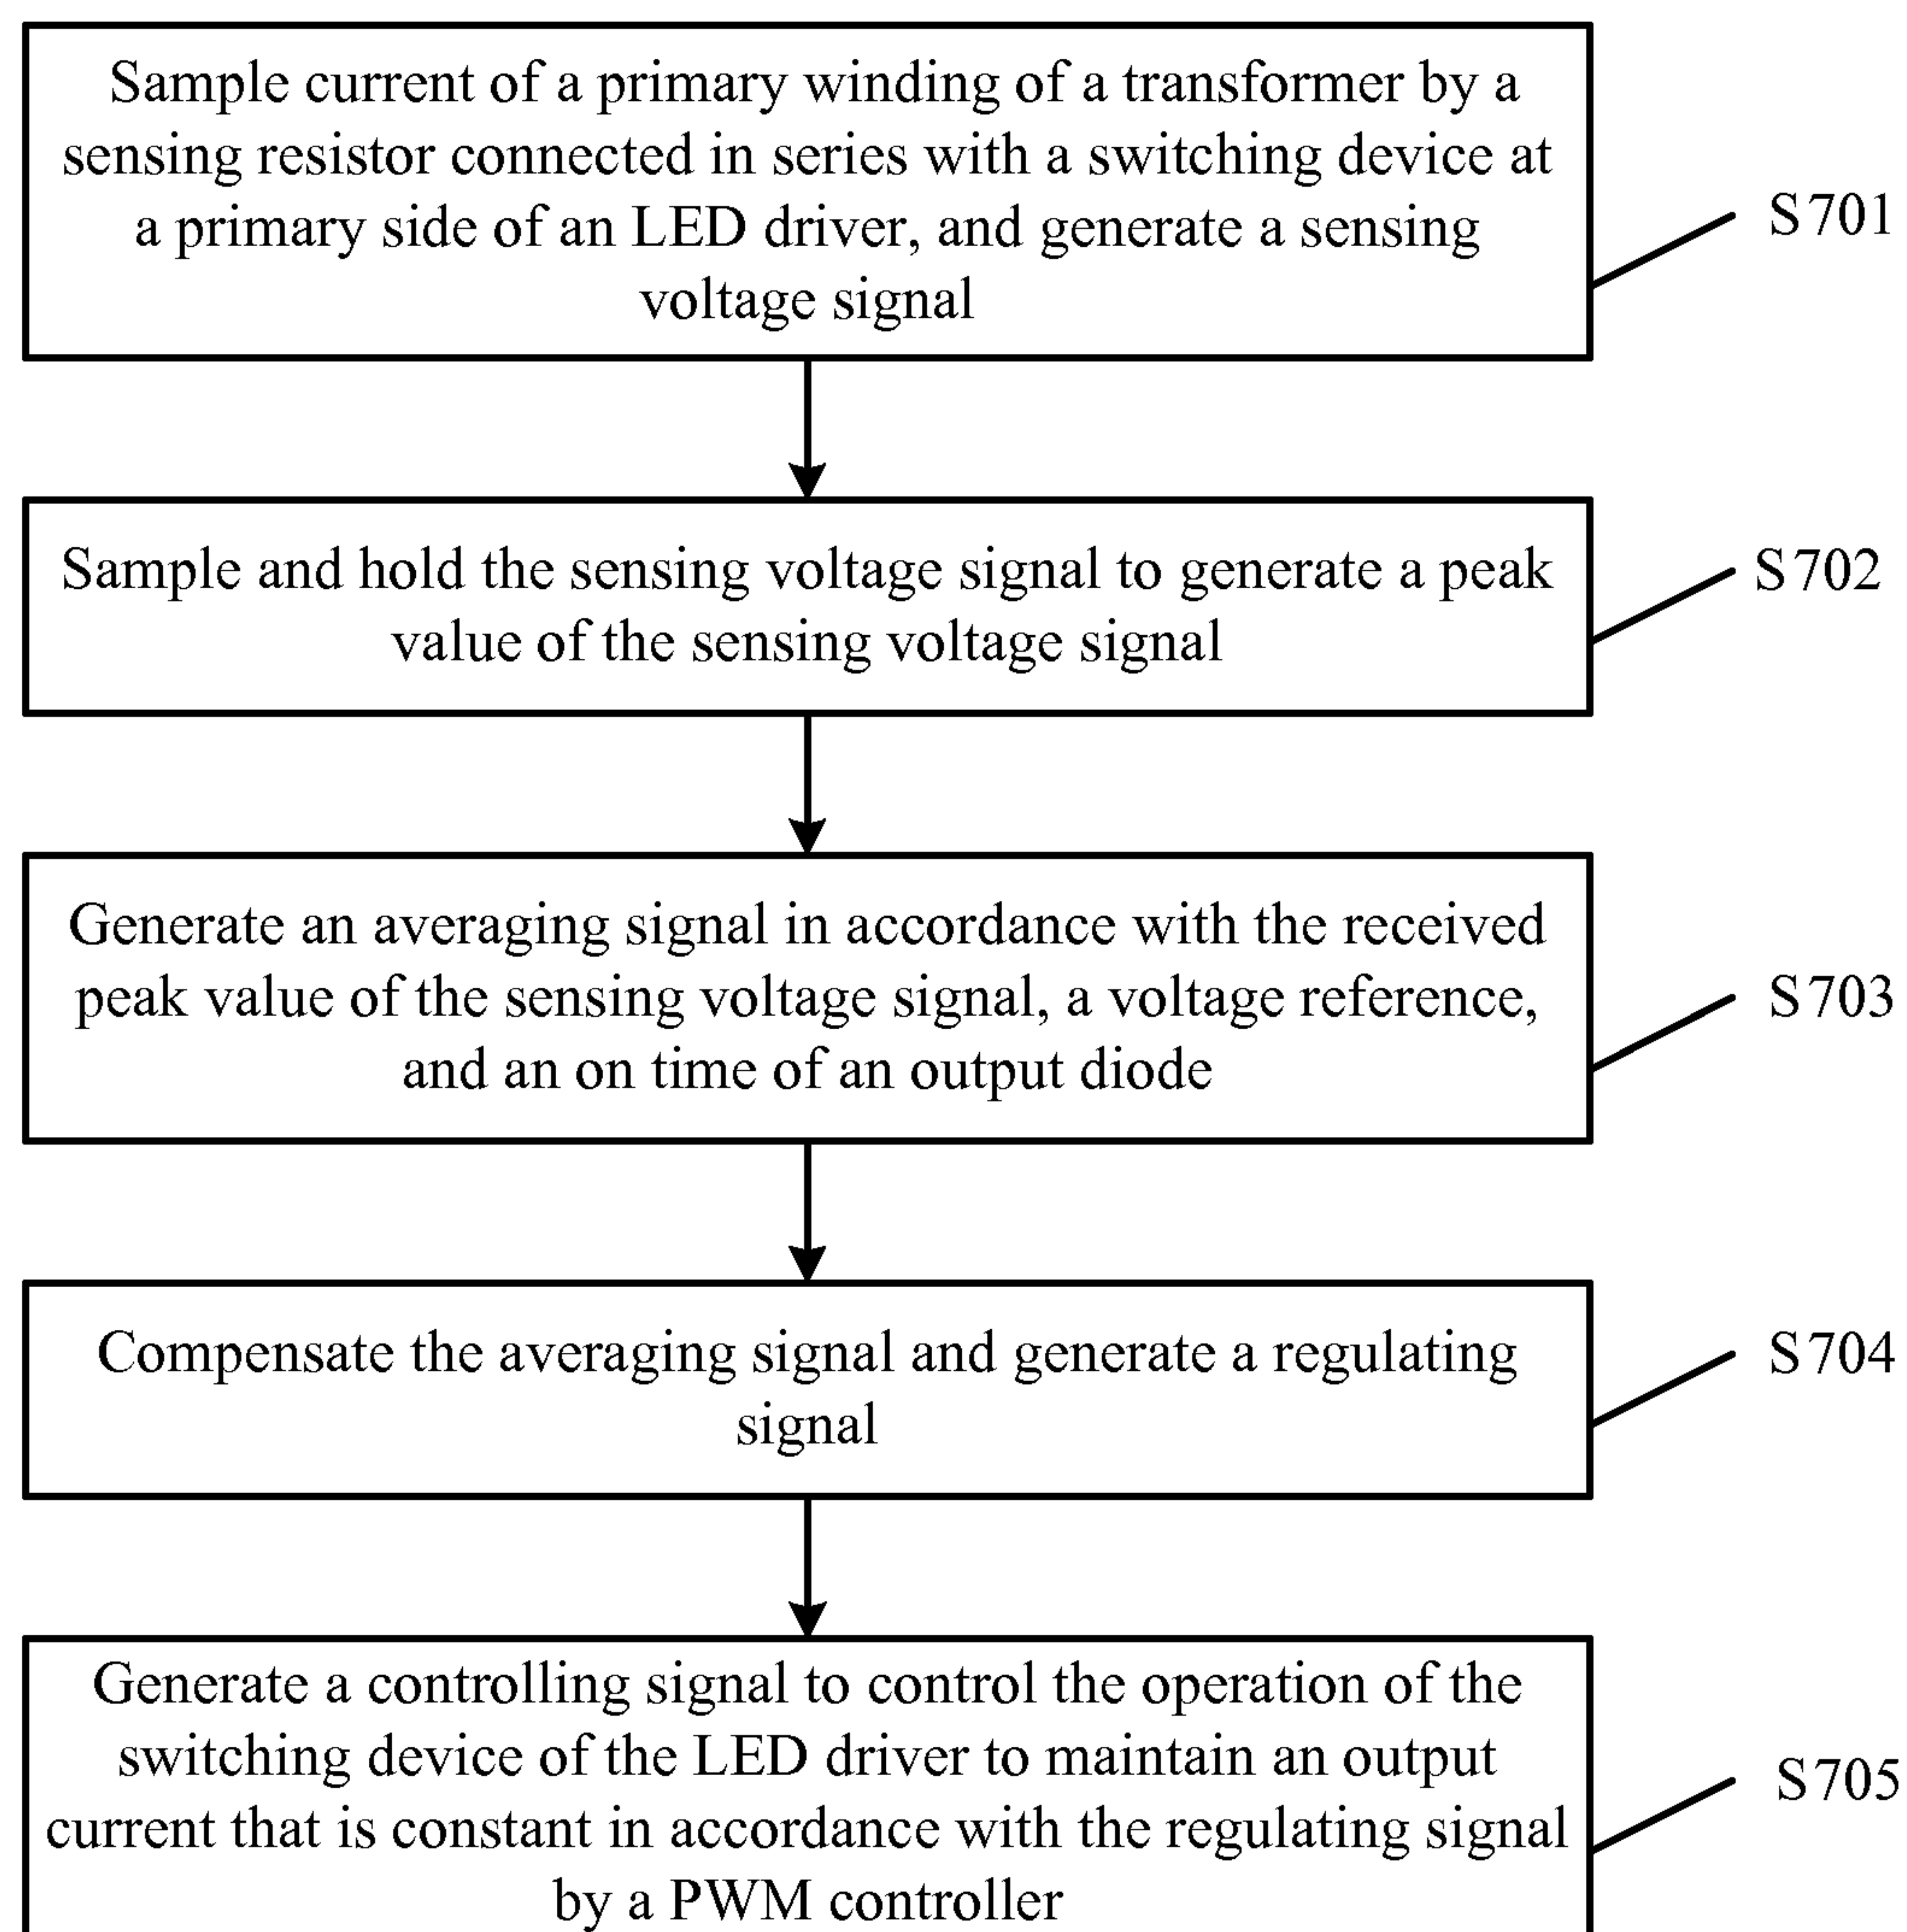 Sample current of a primary winding of a transformer by a
sensing resistor connected in series with a switching device at
a primary side of an LED driver, and generate a sensing
voltage signal
S701
Sample and hold the sensing voltage signal to generate a peak
value of the sensing voltage signal
S702
Generate an averaging signal in accordance with the received
peak value of the sensing voltage signal, a voltage reference,
and an on time of an output diode
S703
Compensate the averaging signal and generate a regulating
signal
S704
Generate a controlling signal to control the operation of the
switching device of the LED driver to maintain an output
current that is constant in accordance with the regulating signal
by a PWM controller
S705